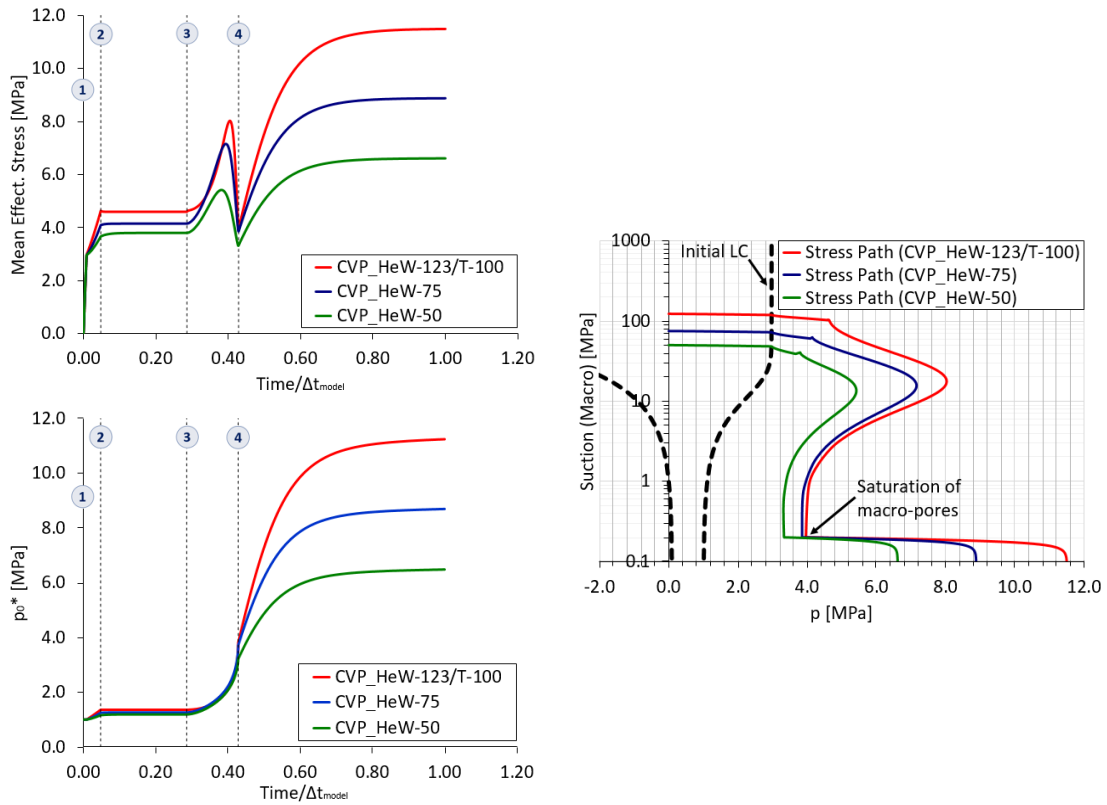 12.0
10.0
8.0
6.0
4.0
2.0
0.0
Mean Effect. Stress [MPa]
1
2
3
4
CVP_HeW-123/T-100
CVP_HeW-75
CVP_HeW-50
0.00 0.20 0.40 0.60 0.80 1.00 1.20
Time/Δtmodel
12.0
10.0
8.0
6.0
4.0
2.0
0.0
p0* [MPa]
1
2
3
4
CVP_HeW-123/T-100
CVP_HeW-75
CVP_HeW-50
0.00 0.20 0.40 0.60 0.80 1.00 1.20
Time/Δtmodel
1000
100
10
1
0.1
Suction (Macro) [MPa]
Initial LC
Stress Path (CVP_HeW-123/T-100)
Stress Path (CVP_HeW-75)
Stress Path (CVP_HeW-50)
Saturation of
macro-pores
-2.0 0.0 2.0 4.0 6.0 8.0 10.0 12.0
p [MPa]